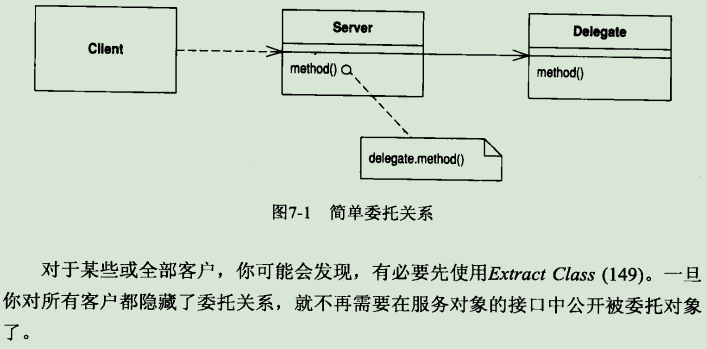 Client
Server
method()
Delegate
method()
delegate.method()
图7-1 简单委托关系
对于某些或全部客户，你可能会发现，有必要先使用Extract Class (149)。一旦
你对所有客户都隐藏了委托关系，就不再需要在服务对象的接口中公开被委托对象
了。